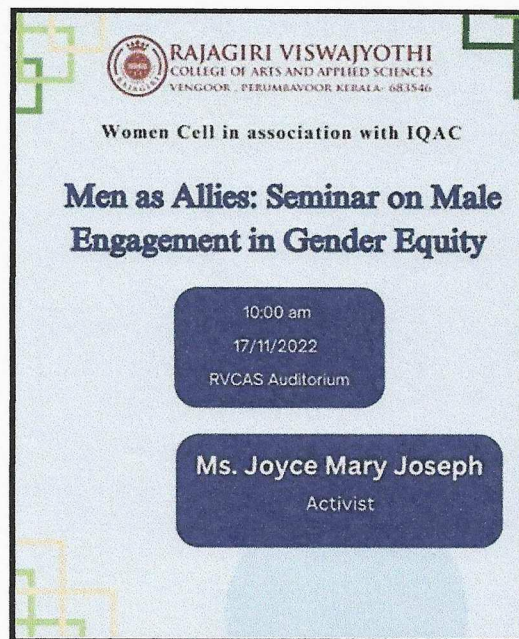 RAJAGIRI VISWAJYOTHI
COLLEGE OF ARTS AND APPLIED SCIENCES
VENGOOR , PERUMBAVOOR KERALA- 683546
RAJAGIRI
Women Cell in association with IQAC
Men as Allies: Seminar on Male
Engagement in Gender Equity
10:00 am
17/11/2022
RVCAS Auditorium
Ms. Joyce Mary Joseph
Activist